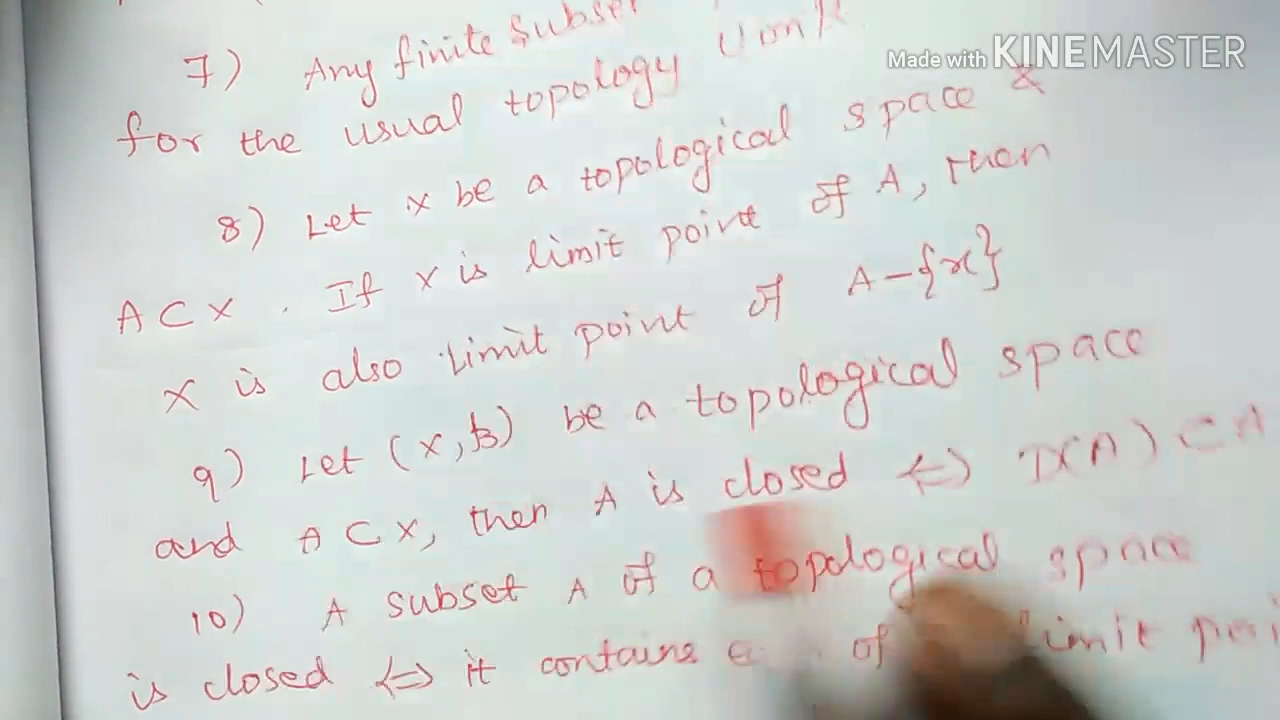 Made with KINEMASTER
7) Any finite subset
for the usual topology
8) Let X be a topological space &
A ⊂ X . If x is limit point of A, then
x is also limit point of A-{x}
9) Let (X, ) be a topological space
and A ⊂ X, then A is closed <=> D(A) ⊂ A
10) A subset A of a topological space
is closed <=> it contains of limit